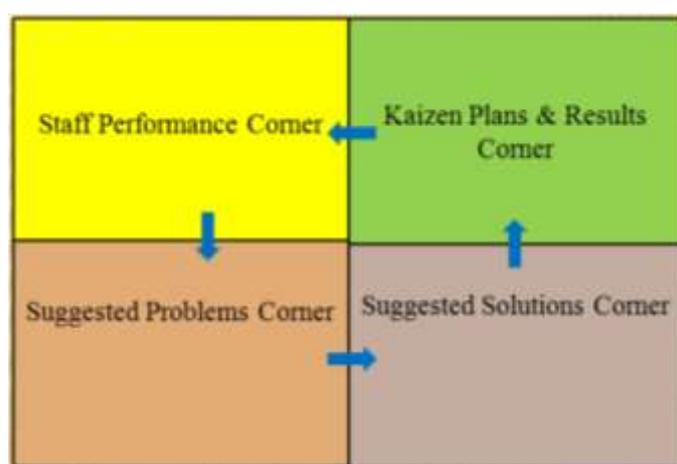 Staff Performance Corner
Kaizen Plans & Results
Corner
Suggested Problems Corner
Suggested Solutions Corner